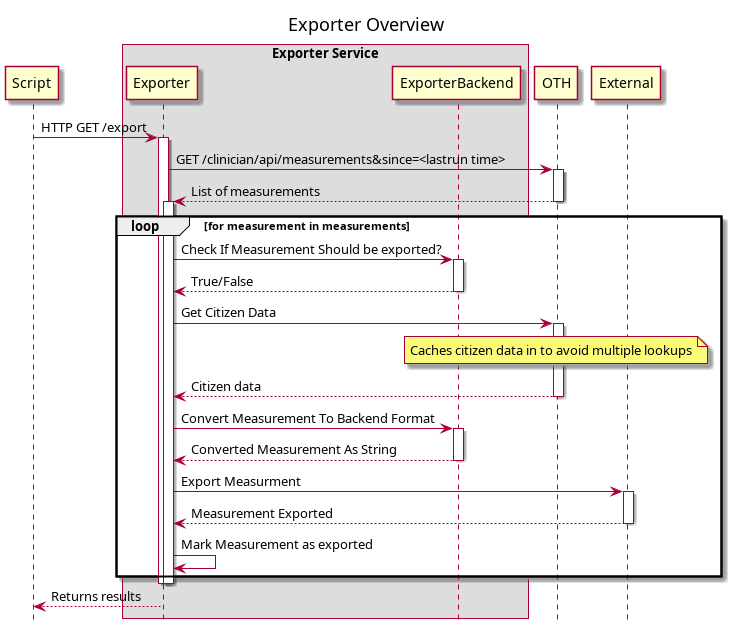 Exporter Overview
Exporter Service
Script
Exporter
ExporterBackend
OTH
External
HTTP GET /export
GET /clinician/api/measurements&since=<lastrun time>
List of measurements
loop
[for measurement in measurements]
Check If Measurement Should be exported?
True/False
Get Citizen Data
Caches citizen data in to avoid multiple lookups
Citizen data
Convert Measurement To Backend Format
Converted Measurement As String
Export Measurment
Measurement Exported
Mark Measurement as exported
Returns results